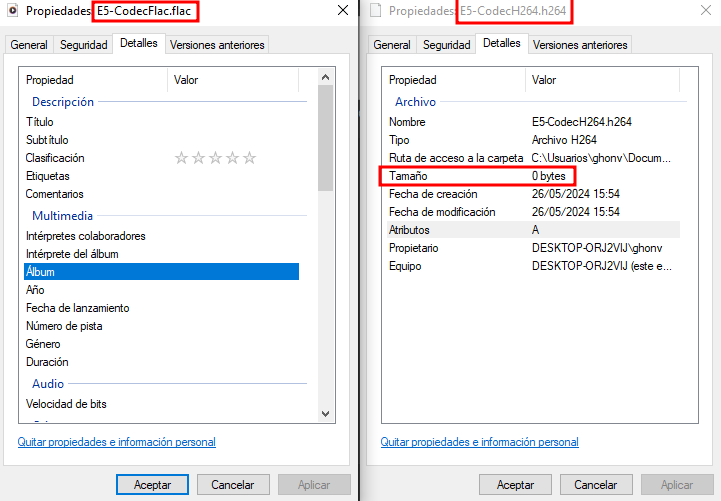 Propiedades: E5-CodecFlac.flac
General Seguridad Detalles Versiones anteriores
Propiedad Valor
Descripción
Título
Subtítulo
Clasificación
Etiquetas
Comentarios
Multimedia
Intérpretes colaboradores
Intérprete del álbum
Álbum
Año
Fecha de lanzamiento
Número de pista
Género
Duración
Audio
Velocidad de bits
Quitar propiedades e información personal
Aceptar Cancelar Aplicar
Propiedades: E5-CodecH264.h264
General Seguridad Detalles Versiones anteriores
Propiedad Valor
Archivo
Nombre E5-CodecH264.h264
Tipo Archivo H264
Ruta de acceso a la carpeta C:\Usuarios\ghonv\Docum...
Tamaño 0 bytes
Fecha de creación 26/05/2024 15:54
Fecha de modificación 26/05/2024 15:54
Atributos A
Propietario DESKTOP-ORJ2VIJ\ghonv
Equipo DESKTOP-ORJ2VIJ (este e...
Quitar propiedades e información personal
Aceptar Cancelar Aplicar